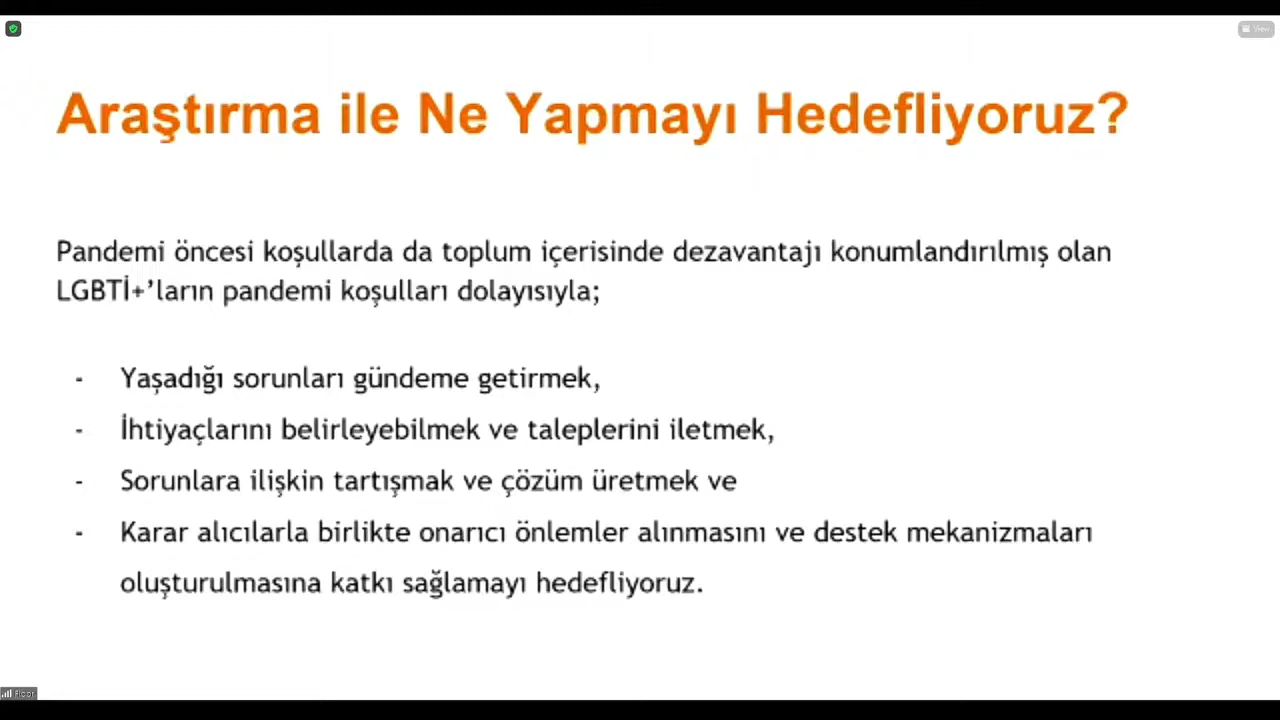 View
Araştırma ile Ne Yapmayı Hedefliyoruz?
Pandemi öncesi koşullarda da toplum içerisinde dezavantajı konumlandırılmış olan
LGBTİ+’ların pandemi koşulları dolayısıyla;
- Yaşadığı sorunları gündeme getirmek,
- İhtiyaçlarını belirleyebilmek ve taleplerini iletmek,
- Sorunlara ilişkin tartışmak ve çözüm üretmek ve
- Karar alıcılarla birlikte onarıcı önlemler alınmasını ve destek mekanizmaları
oluşturulmasına katkı sağlamayı hedefliyoruz.
Floor